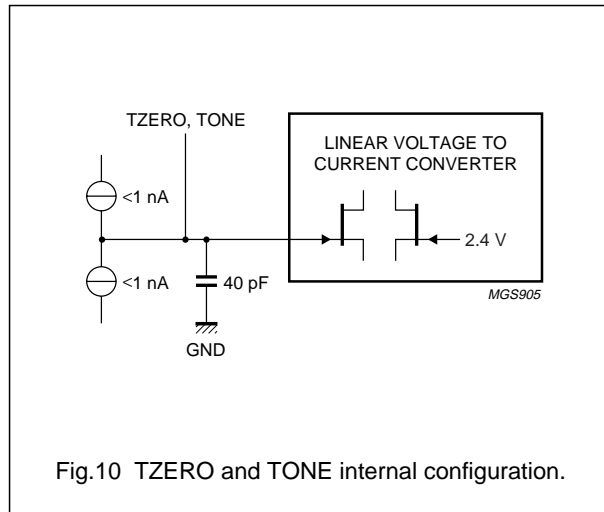 TZERO, TONE
LINEAR VOLTAGE TO
CURRENT CONVERTER
<1 nA
2.4 V
<1 nA
40 pF
MGS905
GND
Fig.10 TZERO and TONE internal configuration.